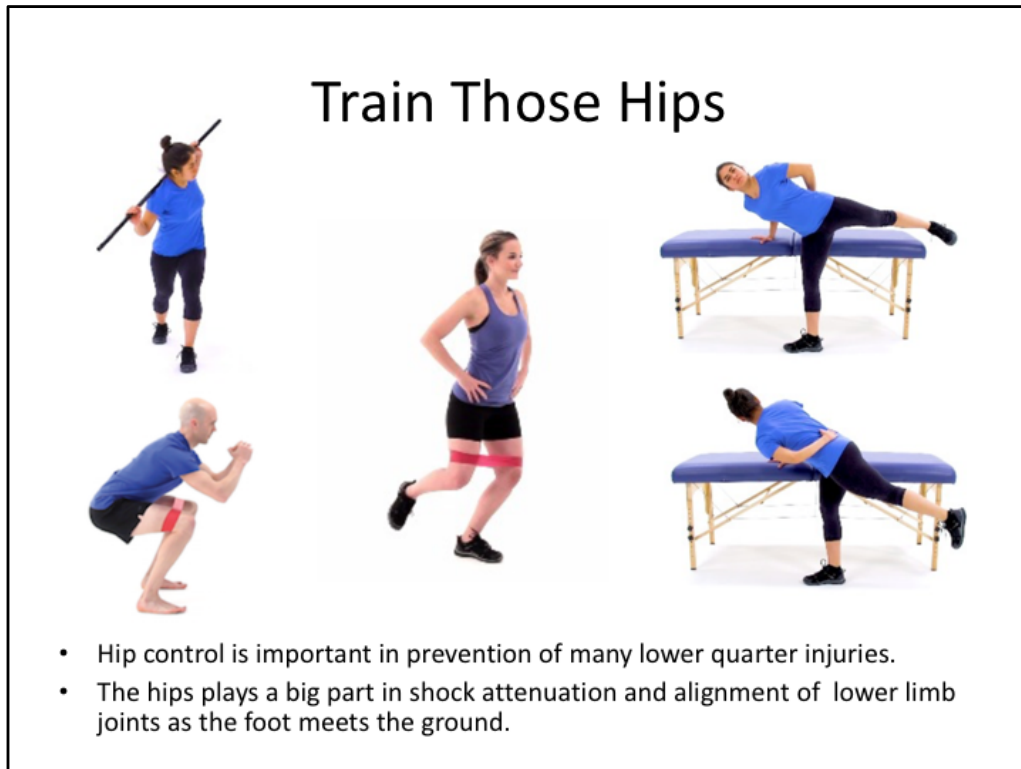 Train Those Hips
• Hip control is important in prevention of many lower quarter injuries.
• The hips plays a big part in shock attenuation and alignment of  lower limb
joints as the foot meets the ground.